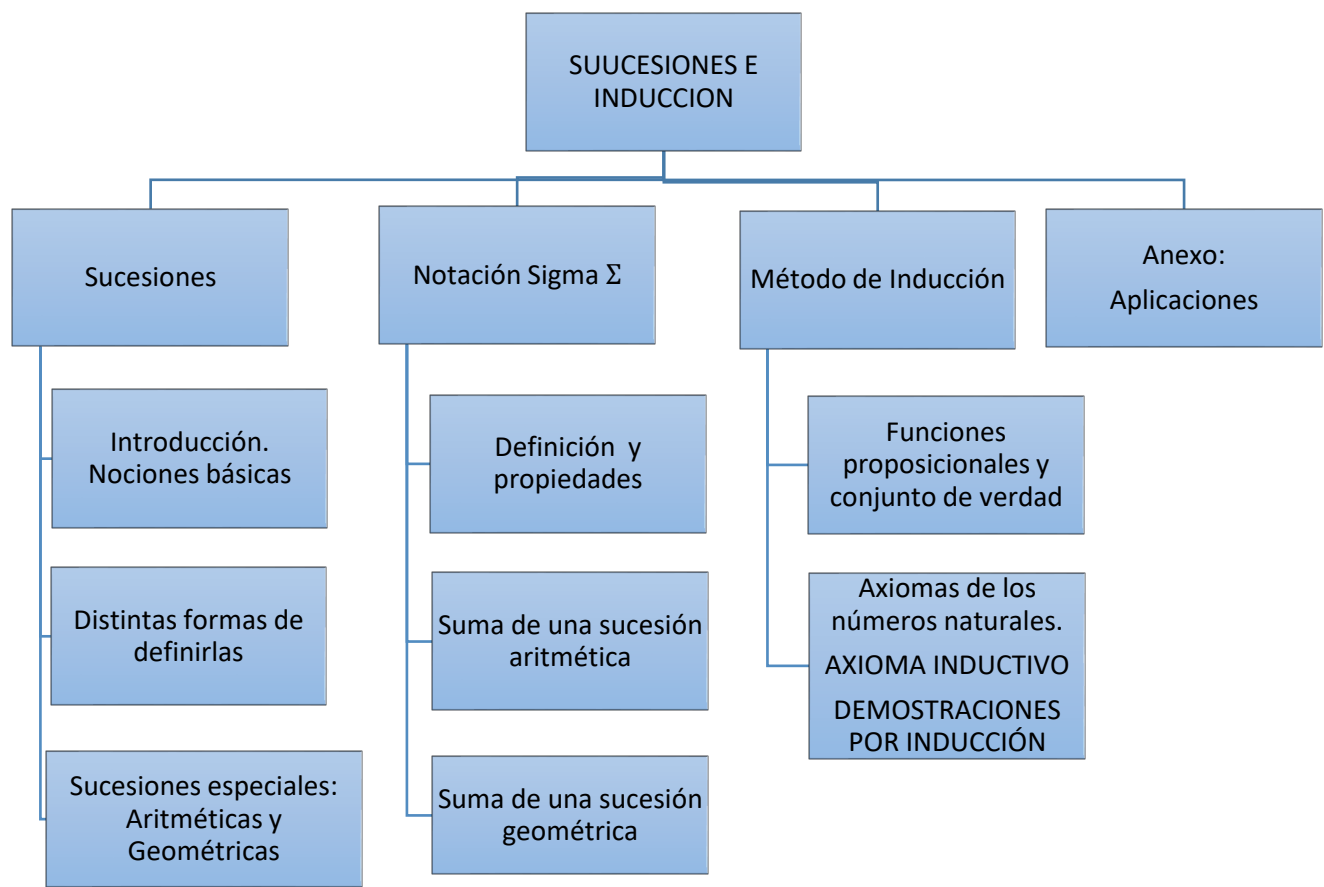 SUUCESIONES E
INDUCCION
Sucesiones
Introducción.
Nociones básicas
Distintas formas de
definirlas
Sucesiones especiales:
Aritméticas y
Geométricas
Notación Sigma Σ
Definición y
propiedades
Suma de una sucesión
aritmética
Suma de una sucesión
geométrica
Método de Inducción
Funciones
proposicionales y
conjunto de verdad
Axiomas de los
números naturales.
AXIOMA INDUCTIVO
DEMOSTRACIONES
POR INDUCCIÓN
Anexo:
Aplicaciones